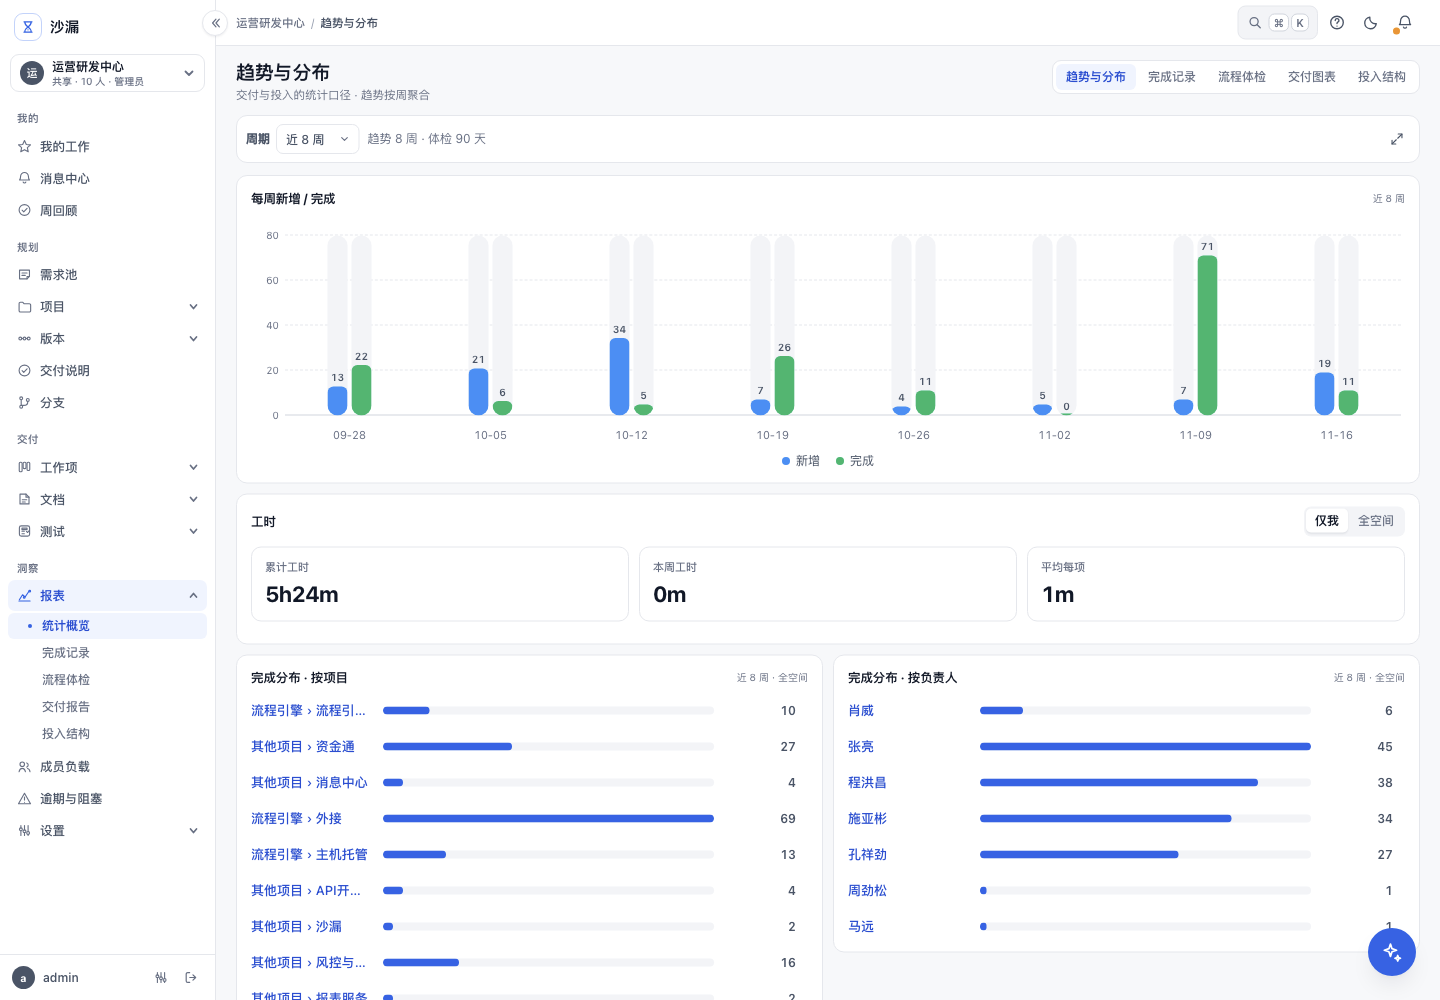 沙漏
运营研发中心 / 趋势与分布
⌘ K
运 运营研发中心
共享 · 10 人 · 管理员
我的
我的工作
消息中心
周回顾
规划
需求池
项目
版本
交付说明
分支
交付
工作项
文档
测试
洞察
报表
统计概览
完成记录
流程体检
交付报告
投入结构
成员负载
逾期与阻塞
设置
a admin
趋势与分布
交付与投入的统计口径 · 趋势按周聚合
趋势与分布 完成记录 流程体检 交付图表 投入结构
周期 近 8 周 趋势 8 周 · 体检 90 天
每周新增 / 完成 近 8 周
80
60
40
20
0
13 22 21 6 34 5 7 26 4 11 5 0 7 71 19 11
09-28 10-05 10-12 10-19 10-26 11-02 11-09 11-16
新增 完成
工时 仅我 全空间
累计工时 本周工时 平均每项
5h24m 0m 1m
完成分布 · 按项目 近 8 周 · 全空间
流程引擎 › 流程引... 10
其他项目 › 资金通 27
其他项目 › 消息中心 4
流程引擎 › 外接 69
流程引擎 › 主机托管 13
其他项目 › API开... 4
其他项目 › 沙漏 2
其他项目 › 风控与... 16
其他项目 › 报表服务 2
完成分布 · 按负责人 近 8 周 · 全空间
肖威 6
张亮 45
程洪昌 38
施亚彬 34
孔祥劲 27
周劲松 1
马远 1